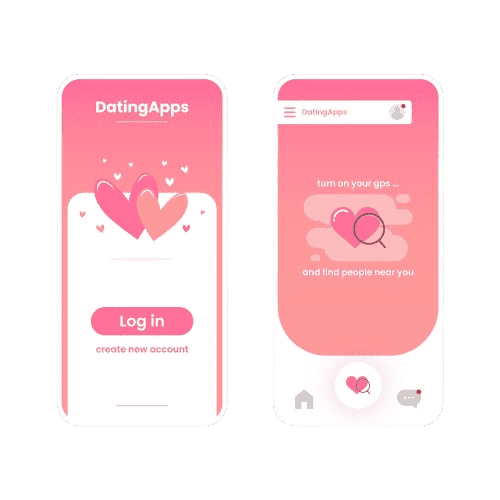 DatingApps
Log in
create new account
DatingApps
turn on your gps ...
and find people near you